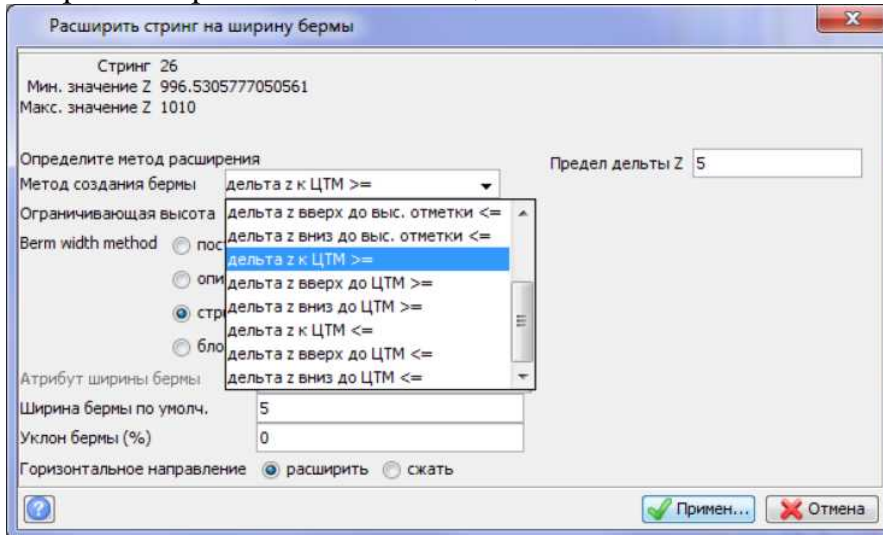 Расширить стринг на ширину бермы
Стринг 26
Мин. значение Z 996.5305777050561
Макс. значение Z 1010
Определите метод расширения
Предел дельты Z 5
Метод создания бермы дельта z к ЦТМ >=
Ограничивающая высота дельта z вверх до выс. отметки <=
Berm width method пос дельта z вниз до выс. отметки <=
дельта z к ЦТМ >=
опи дельта z вверх до ЦТМ >=
стр дельта z вниз до ЦТМ >=
дельта z к ЦТМ <=
бло дельта z вверх до ЦТМ <=
Атрибут ширины бермы дельта z вниз до ЦТМ <=
Ширина бермы по умолч. 5
Уклон бермы (%) 0
Горизонтальное направление расширить сжать
Примен... Отмена